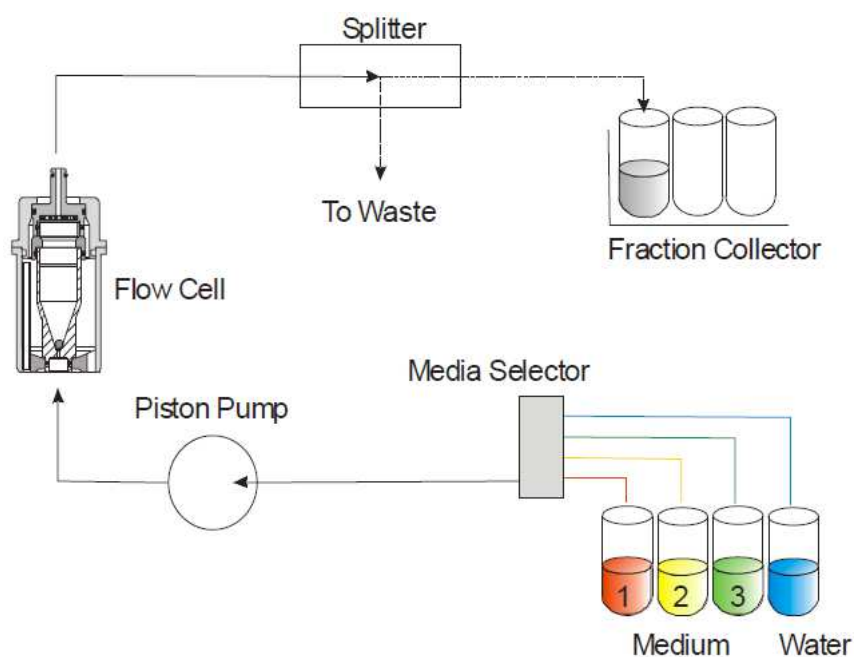 Splitter
To Waste
Fraction Collector
Flow Cell
Media Selector
Piston Pump
1 2 3
Medium Water